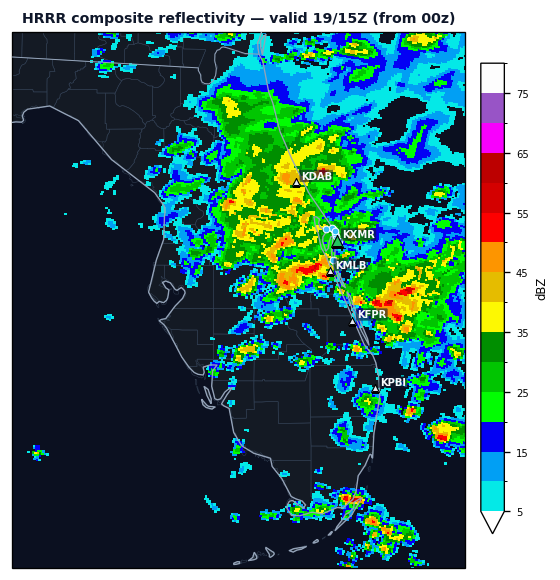 HRRR composite reflectivity — valid 19/15Z (from 00z)
KDAB
KXMR
KMLB
KFPR
KPBI
75
65
55
45
35
25
15
5
dBZ